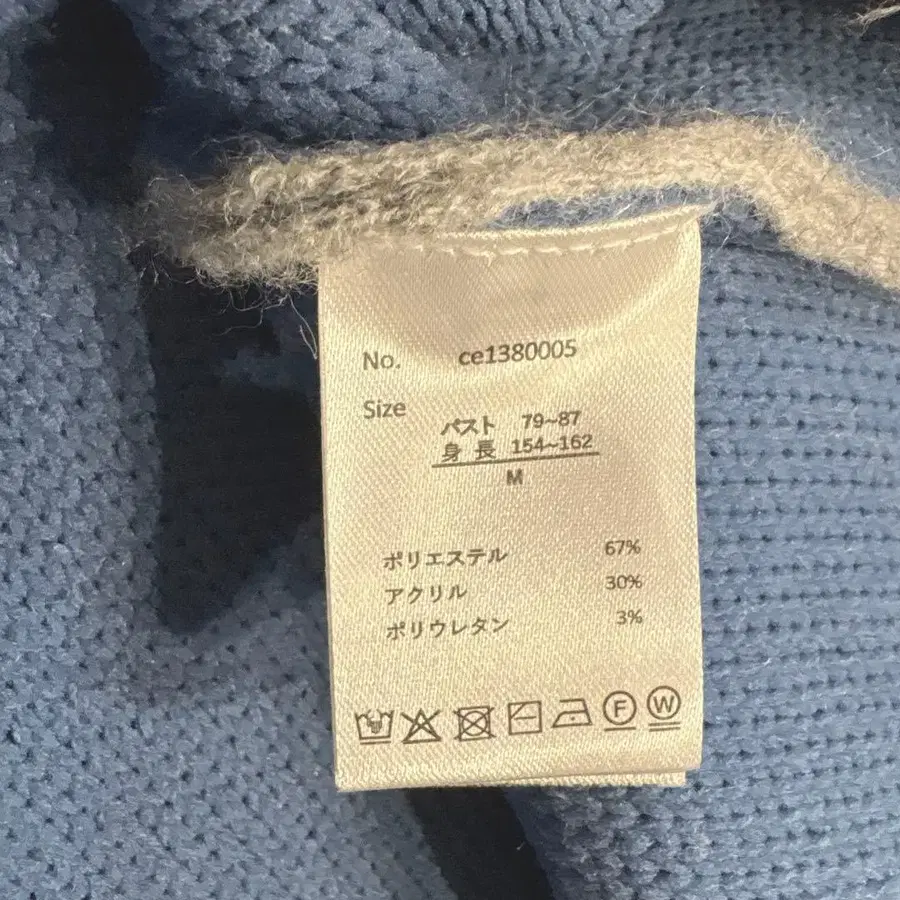 No. ce1380005
Size
バスト 79~87
身長 154~162
M
ポリエステル 67%
アクリル 30%
ポリウレタン 3%
F W